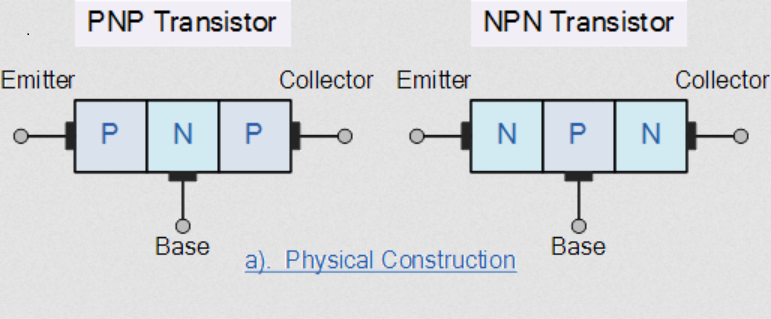 PNP Transistor
NPN Transistor
Emitter
Collector
Emitter
Collector
P
N
P
N
P
N
Base
Base
a). Physical Construction